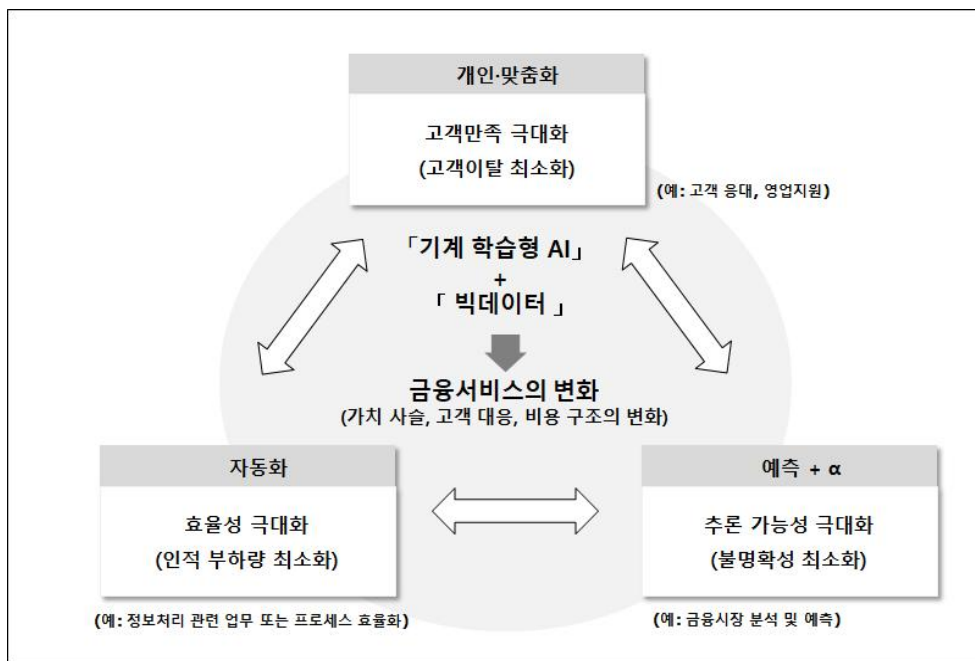 개인·맞춤화
고객만족 극대화
(고객이탈 최소화)
(예: 고객 응대, 영업지원)
「기계 학습형 AI」
+
「 빅데이터 」
금융서비스의 변화
(가치 사슬, 고객 대응, 비용 구조의 변화)
자동화
효율성 극대화
(인적 부하량 최소화)
(예: 정보처리 관련 업무 또는 프로세스 효율화)
예측 + α
추론 가능성 극대화
(불명확성 최소화)
(예: 금융시장 분석 및 예측)